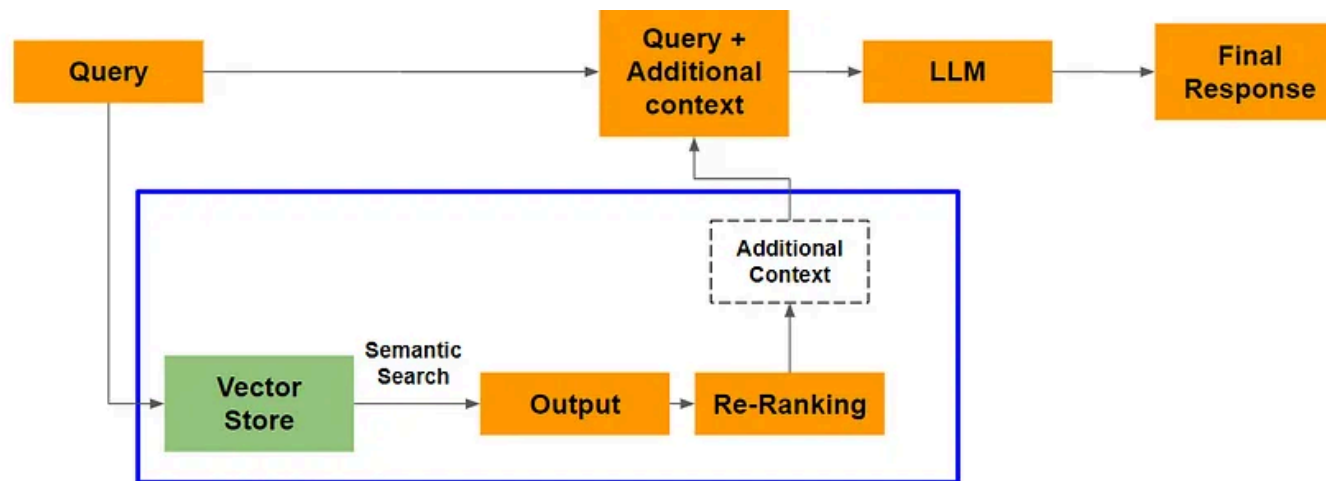 Query
Query +
Additional
context
LLM
Final
Response
Additional
Context
Semantic
Search
Vector
Store
Output
Re-Ranking